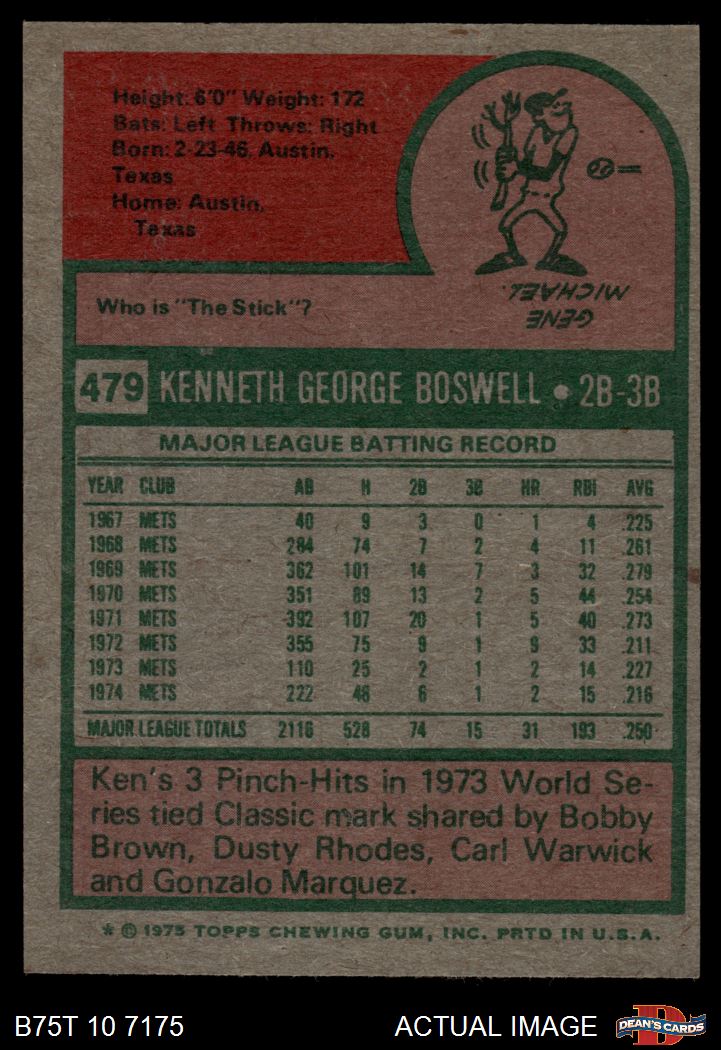 Height: 6'0" Weight: 172
Bats: Left Throws: Right
Born: 2-23-46, Austin,
Texas
Home: Austin,
Texas
GENE
MICHAEL.
Who is "The Stick"?
479 KENNETH GEORGE BOSWELL • 2B-3B
MAJOR LEAGUE BATTING RECORD
YEAR CLUB AB H 2B 3B HR RBI AVG
1967 METS 40 9 3 0 1 4 .225
1968 METS 284 74 7 2 4 11 .261
1969 METS 362 101 14 7 3 32 .279
1970 METS 351 89 13 2 5 44 .254
1971 METS 392 107 20 1 5 40 .273
1972 METS 355 75 9 1 9 33 .211
1973 METS 110 25 2 1 2 14 .227
1974 METS 222 48 6 1 2 15 .216
MAJOR LEAGUE TOTALS 2116 528 74 15 31 193 .250
Ken's 3 Pinch-Hits in 1973 World Se-
ries tied Classic mark shared by Bobby
Brown, Dusty Rhodes, Carl Warwick
and Gonzalo Marquez.
* © 1975 TOPPS CHEWING GUM, INC. PRTD IN U.S.A.
B75T 10 7175 ACTUAL IMAGE D DEAN'S CARDS